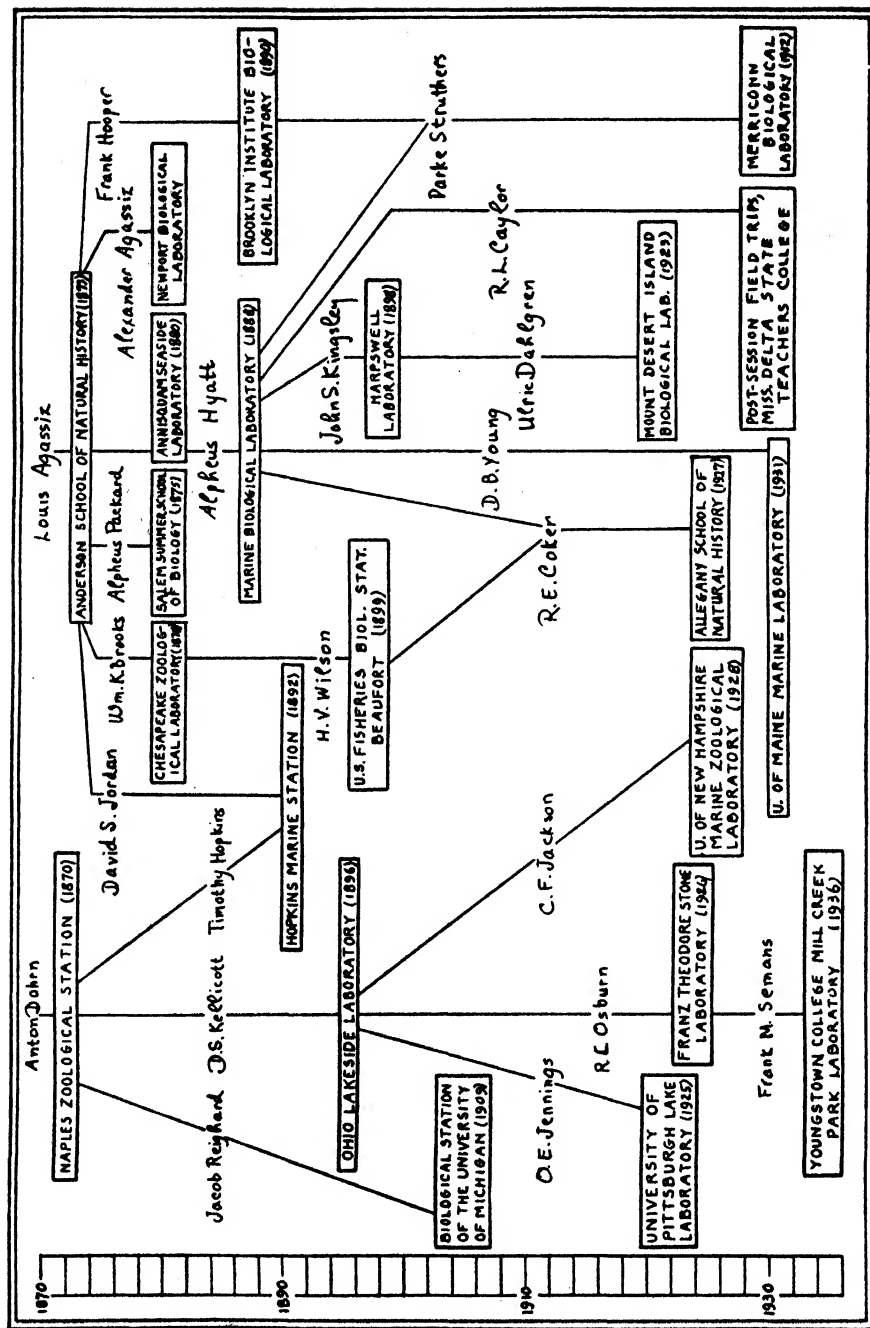 Anton Dohrn
Louis Agassiz
1870
NAPLES ZOOLOGICAL STATION (1870)
ANDERSON SCHOOL OF NATURAL HISTORY (1873)
David S. Jordan
Wm. K. Brooks
Alpheus Packard
Alexander Agassiz
Frank Hooper
CHESAPEAKE ZOOLOG-
ICAL LABORATORY (1878)
SALEM SUMMER SCHOOL
OF BIOLOGY (1875)
ANNISQUAM SEASIDE
LABORATORY (1880)
NEWPORT BIOLOGICAL
LABORATORY
Jacob Reighard
D.S. Kellicott
Timothy Hopkins
Alpheus Hyatt
1890
HOPKINS MARINE STATION (1892)
MARINE BIOLOGICAL LABORATORY (1888)
BROOKLYN INSTITUTE BIO-
LOGICAL LABORATORY (1890)
H.V. Wilson
John S. Kingsley
OHIO LAKESIDE LABORATORY (1896)
U.S. FISHERIES BIOL. STAT.
BEAUFORT (1899)
HARPSWELL
LABORATORY (1898)
BIOLOGICAL STATION
OF THE UNIVERSITY
OF MICHIGAN (1909)
Parke Struthers
D.B. Young
R.L. Caylor
Ulric Dahlgren
1910
O.E. Jennings
C.F. Jackson
R.E. Coker
R.C. Osburn
UNIVERSITY OF
PITTSBURGH LAKE
LABORATORY (1925)
FRANZ THEODORE STONE
LABORATORY (1926)
U. OF NEW HAMPSHIRE
MARINE ZOOLOGICAL
LABORATORY (1928)
ALLEGANY SCHOOL OF
NATURAL HISTORY (1927)
MOUNT DESERT ISLAND
BIOLOGICAL LAB. (1923)
Frank M. Semans
1930
U. OF MAINE MARINE LABORATORY (1931)
POST-SESSION FIELD TRIPS,
MISS. DELTA STATE
TEACHERS COLLEGE
MERRICONN
BIOLOGICAL
LABORATORY
YOUNGSTOWN COLLEGE MILL CREEK
PARK LABORATORY (1936)